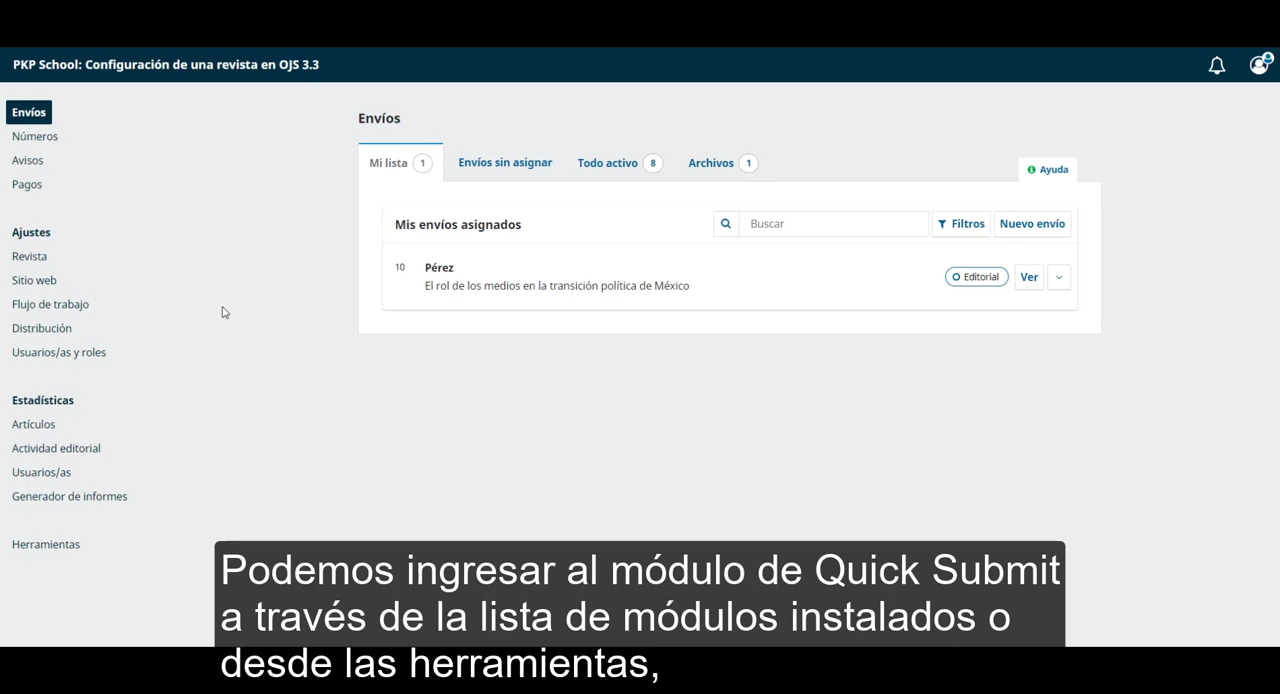 PKP School: Configuración de una revista en OJS 3.3
Envíos
Números
Avisos
Pagos
Ajustes
Revista
Sitio web
Flujo de trabajo
Distribución
Usuarios/as y roles
Estadísticas
Artículos
Actividad editorial
Usuarios/as
Generador de informes
Herramientas
Envíos
Mi lista 1 Envíos sin asignar Todo activo 8 Archivos 1
Ayuda
Mis envíos asignados Buscar Filtros Nuevo envío
10 Pérez
El rol de los medios en la transición política de México
Editorial Ver
Podemos ingresar al módulo de Quick Submit
a través de la lista de módulos instalados o
desde las herramientas,